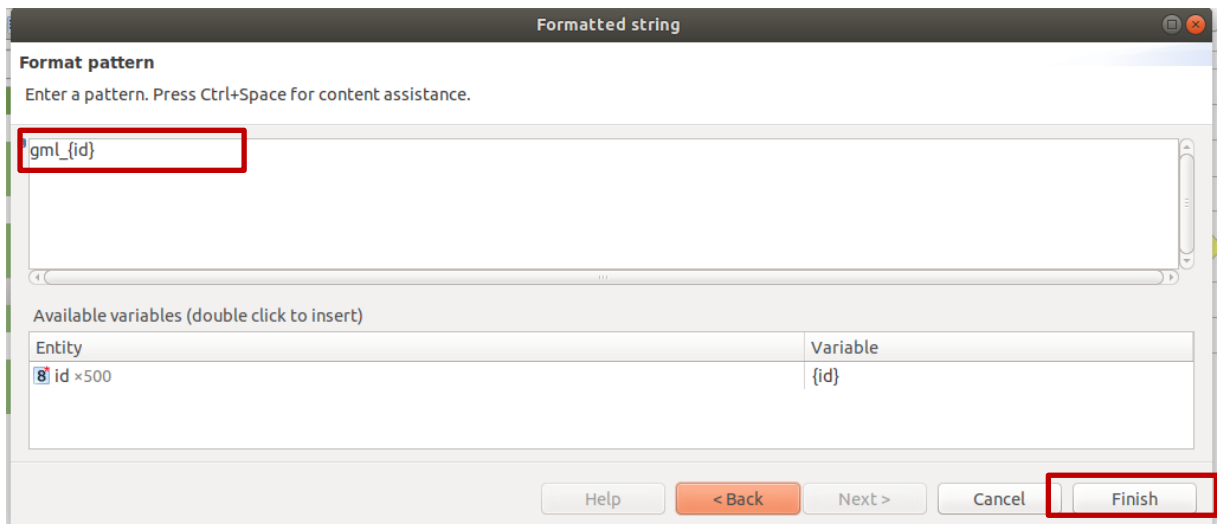 Formatted string
Format pattern
Enter a pattern. Press Ctrl+Space for content assistance.
gml_{id}
Available variables (double click to insert)
Entity Variable
8 id ×500 {id}
Help < Back Next > Cancel Finish